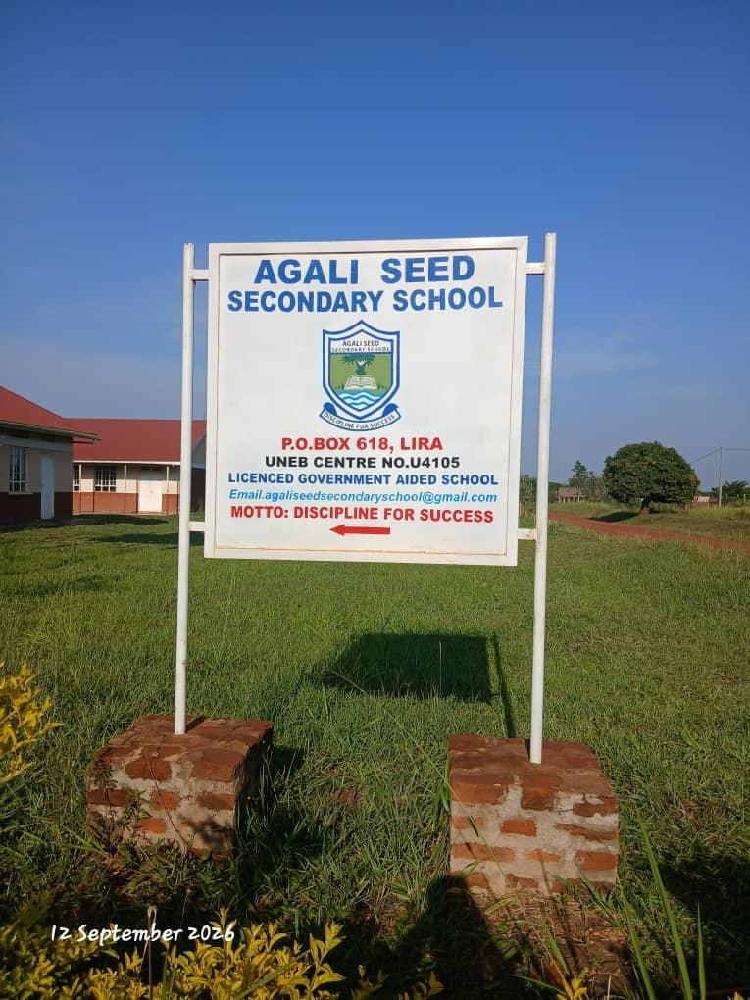 AGALI SEED
SECONDARY SCHOOL
AGALI SEED
SECONDARY SCHOOL
DISCIPLINE FOR SUCCESS
P.O.BOX 618, LIRA
UNEB CENTRE NO.U4105
LICENCED GOVERNMENT AIDED SCHOOL
Email.agaliseedsecondaryschool@gmail.com
MOTTO: DISCIPLINE FOR SUCCESS
12 September 2026